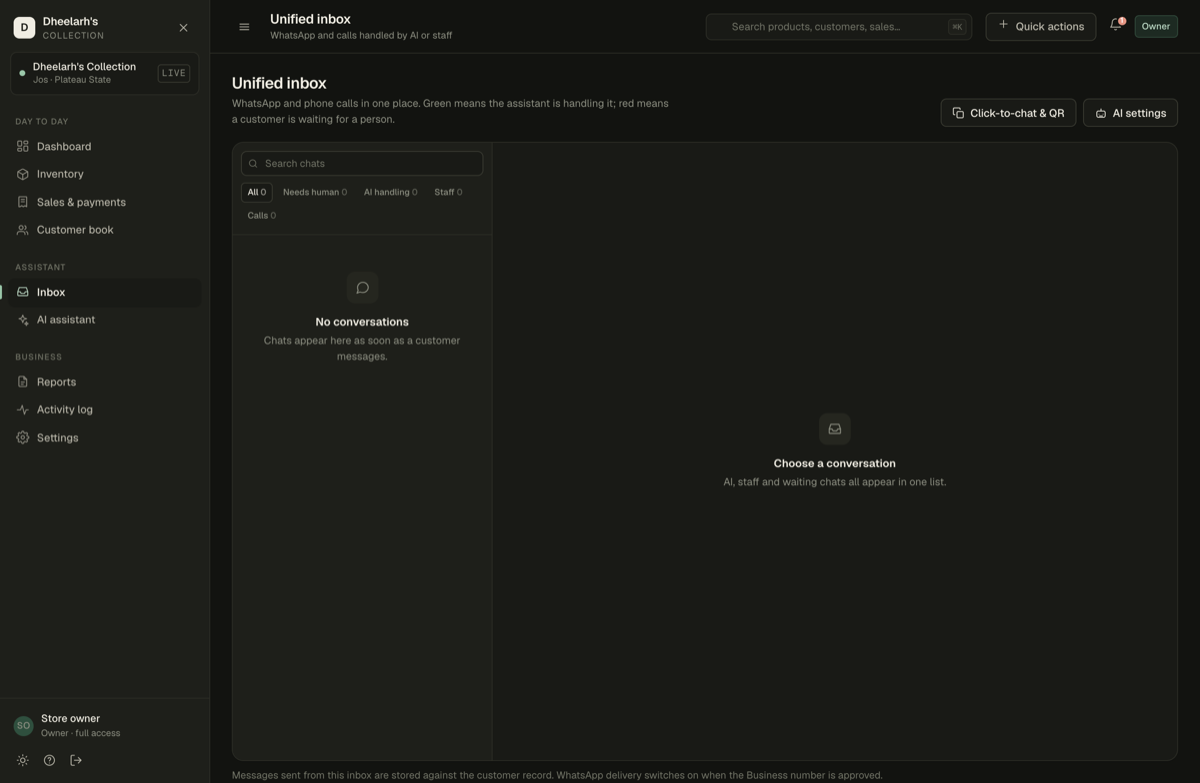 D
Dheelarh's
COLLECTION
Dheelarh's Collection
Jos · Plateau State
LIVE
DAY TO DAY
Dashboard
Inventory
Sales & payments
Customer book
ASSISTANT
Inbox
AI assistant
BUSINESS
Reports
Activity log
Settings
SO
Store owner
Owner · full access
Unified inbox
WhatsApp and calls handled by AI or staff
Search products, customers, sales...
⌘K
Quick actions
1
Owner
Unified inbox
WhatsApp and phone calls in one place. Green means the assistant is handling it; red means
a customer is waiting for a person.
Click-to-chat & QR
AI settings
Search chats
All 0 Needs human 0 AI handling 0 Staff 0
Calls 0
No conversations
Chats appear here as soon as a customer
messages.
Choose a conversation
AI, staff and waiting chats all appear in one list.
Messages sent from this inbox are stored against the customer record. WhatsApp delivery switches on when the Business number is approved.